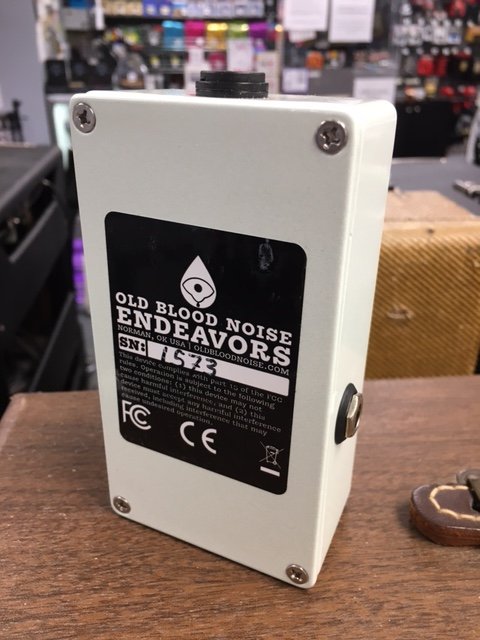 OLD BLOOD NOISE
ENDEAVORS
NORMAN, OK USA | OLDBLOODNOISE.COM
SN: 1573
This device complies with part 15 of the FCC
rules. Operation is subject to the following
two conditions: (1) this device may not
cause harmful interference, and (2) this
device must accept any harmful interference
received, including interference that may
cause undesired operation.
FC CE